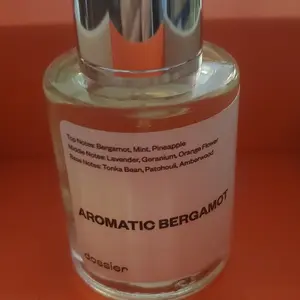 Top Notes: Bergamot, Mint, Pineapple
Middle Notes: Lavender, Geranium, Orange Flower
Base Notes: Tonka Bean, Patchouli, Amberwood
AROMATIC BERGAMOT
dossier